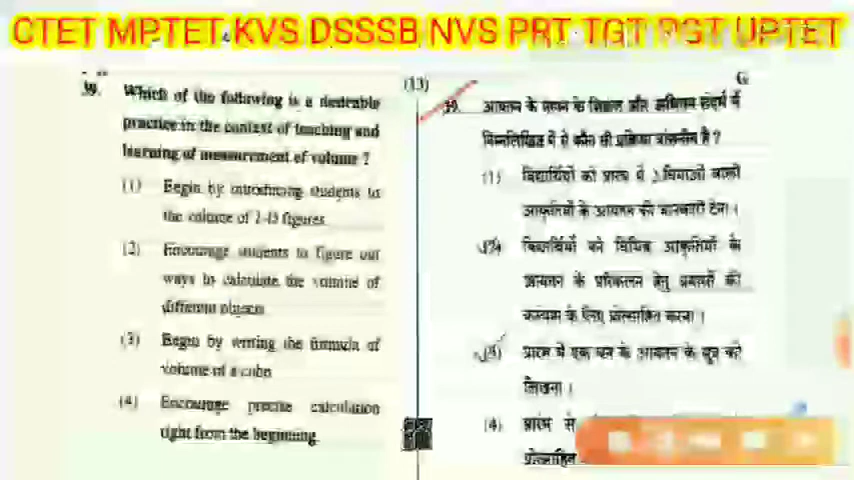 CTET MPTET KVS DSSSB NVS PRT TGT PGT UPTET
(13)
G
39. Which of the following is a desirable
practice in the context of teaching and
learning of measurement of volume ?
(1) Begin by introducing students to
the volume of 2-D figures
(2) Encourage students to figure out
ways to calculate the volume of
different objects
(3) Begin by writing the formula of
volume of a cube
(4) Encourage precise calculation
right from the beginning.
39. आयतन के मापन के शिक्षण और अधिगम संदर्भ में
निम्नलिखित में से कौन सी प्रक्रिया वांछनीय है ?
(1) विद्यार्थियों को प्रारंभ में 2 विमाओं वाली
आकृतियों के आयतन की जानकारी देना ।
(2) विद्यार्थियों को विभिन्न आकृतियों के
आयतन के परिकलन हेतु की
के लिए प्रोत्साहित करना ।
(3) प्रारंभ में एक घन के आयतन के सूत्र को
लिखना ।
(4) प्रारंभ से
प्रोत्साहित